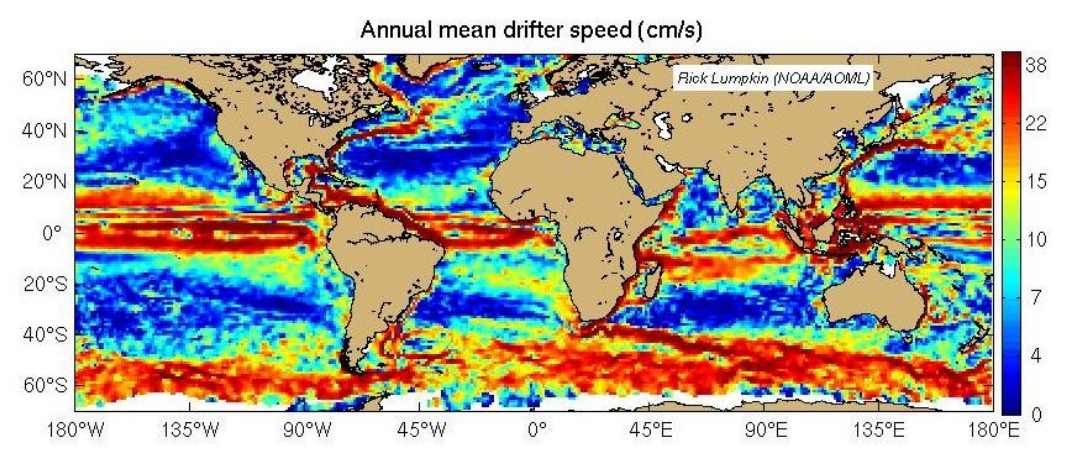 Annual mean drifter speed (cm/s)
Rick Lumpkin (NOAA/AOML)
60°N
40°N
20°N
0°
20°S
40°S
60°S
180°W
135°W
90°W
45°W
0°
45°E
90°E
135°E
180°E
38
22
15
10
7
4
0